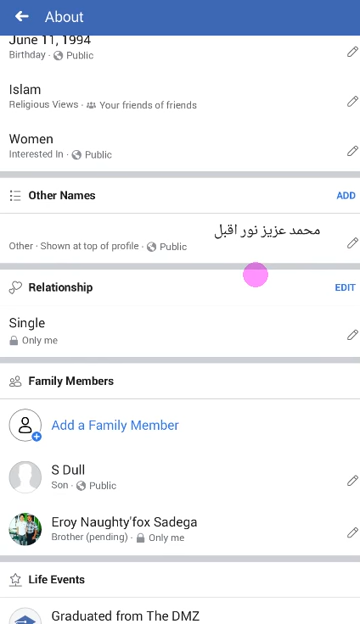 About
June 11, 1994
Birthday · Public
Islam
Religious Views · Your friends of friends
Women
Interested In · Public
Other Names
ADD
محمد عزيز نور اقبل
Other · Shown at top of profile · Public
Relationship
EDIT
Single
Only me
Family Members
Add a Family Member
S Dull
Son · Public
Eroy Naughty'fox Sadega
Brother (pending) · Only me
Life Events
Graduated from The DMZ